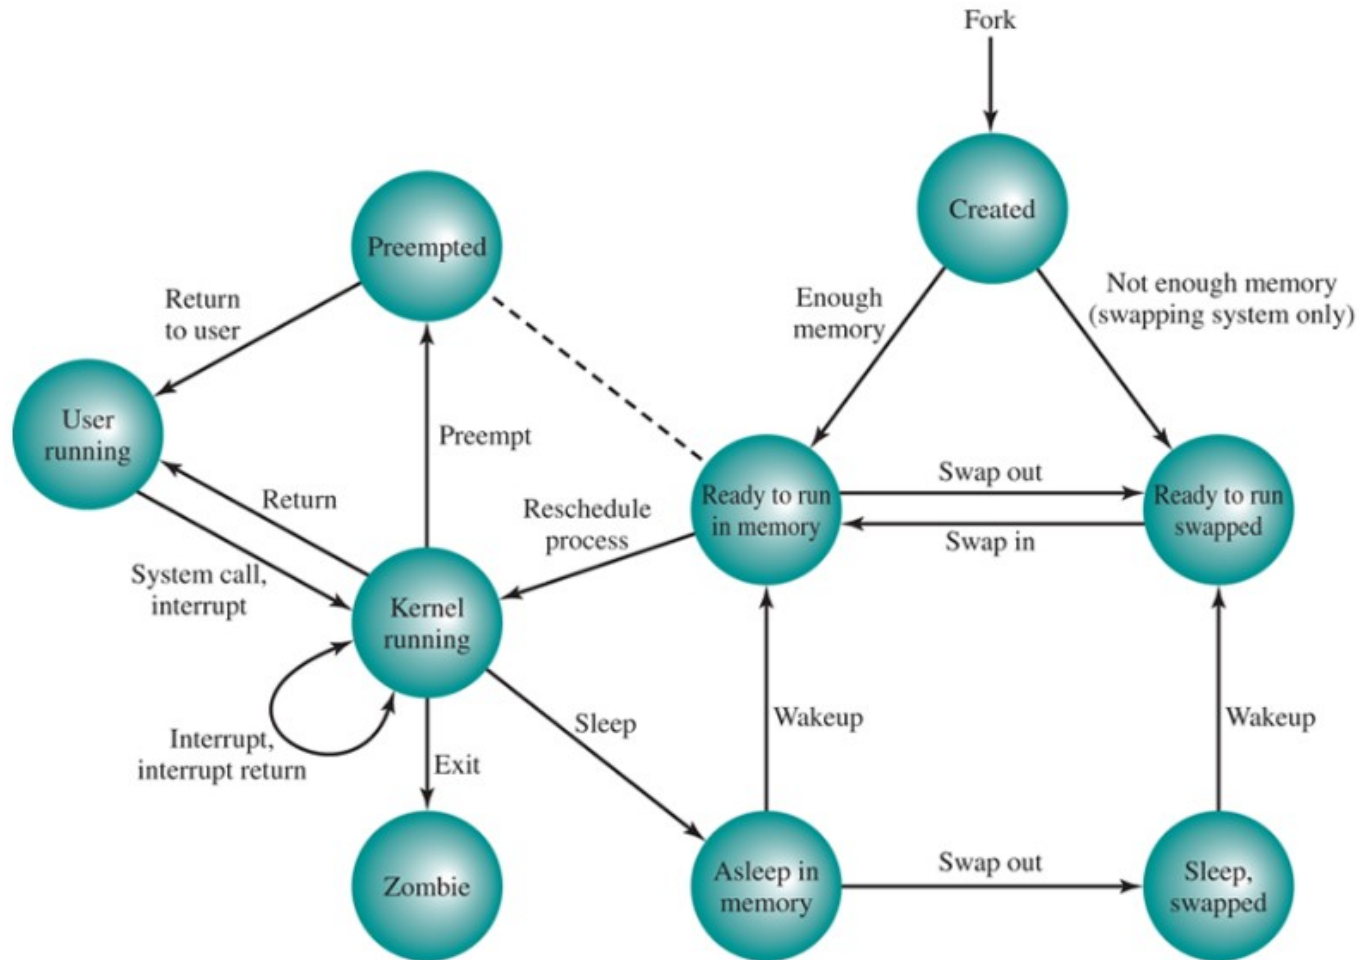 Fork
Created
Preempted
Return
to user
Enough
memory
Not enough memory
(swapping system only)
User
running
Preempt
Return
Reschedule
process
Ready to run
in memory
Swap out
Swap in
Ready to run
swapped
System call,
interrupt
Kernel
running
Interrupt,
interrupt return
Sleep
Wakeup
Wakeup
Exit
Zombie
Asleep in
memory
Swap out
Sleep,
swapped